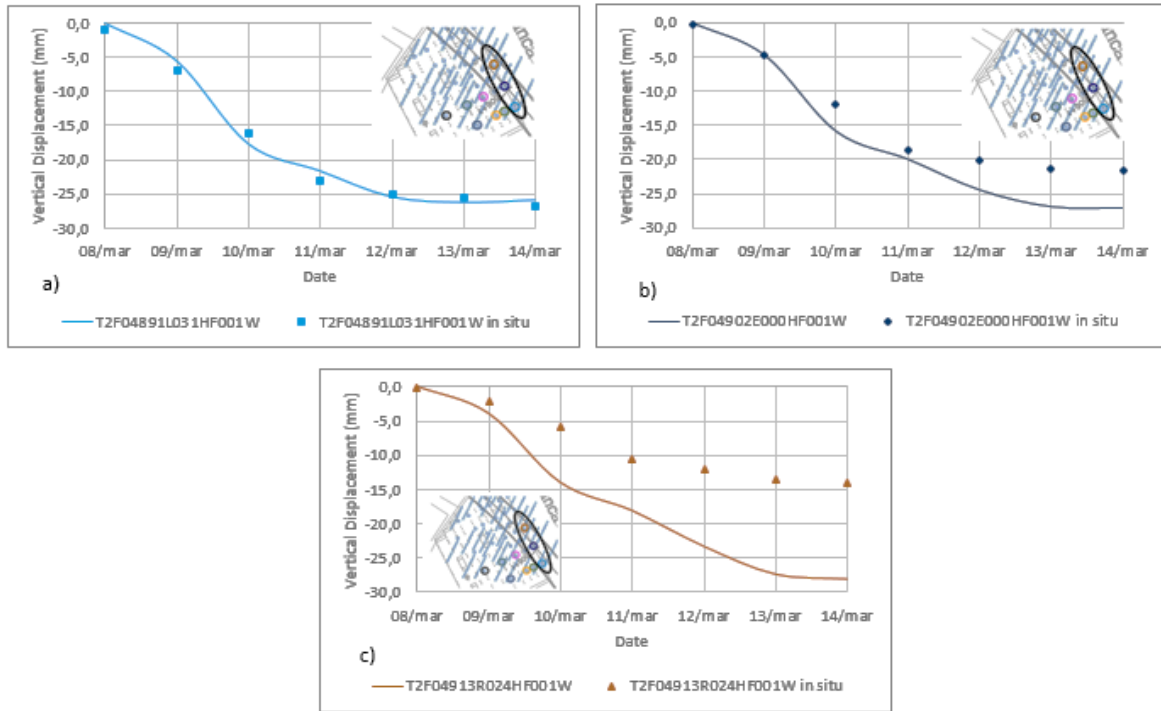 Vertical Displacement (mm)
0,0
-5,0
-10,0
-15,0
-20,0
-25,0
-30,0
08/mar 09/mar 10/mar 11/mar 12/mar 13/mar 14/mar
Date
a)
T2F04891L031HF001W T2F04891L031HF001W in situ
Vertical Displacement (mm)
0,0
-5,0
-10,0
-15,0
-20,0
-25,0
-30,0
08/mar 09/mar 10/mar 11/mar 12/mar 13/mar 14/mar
Date
b)
T2F04902E000HF001W T2F04902E000HF001W in situ
Vertical Displacement (mm)
0,0
-5,0
-10,0
-15,0
-20,0
-25,0
-30,0
08/mar 09/mar 10/mar 11/mar 12/mar 13/mar 14/mar
Date
c)
T2F04913R024HF001W T2F04913R024HF001W in situ